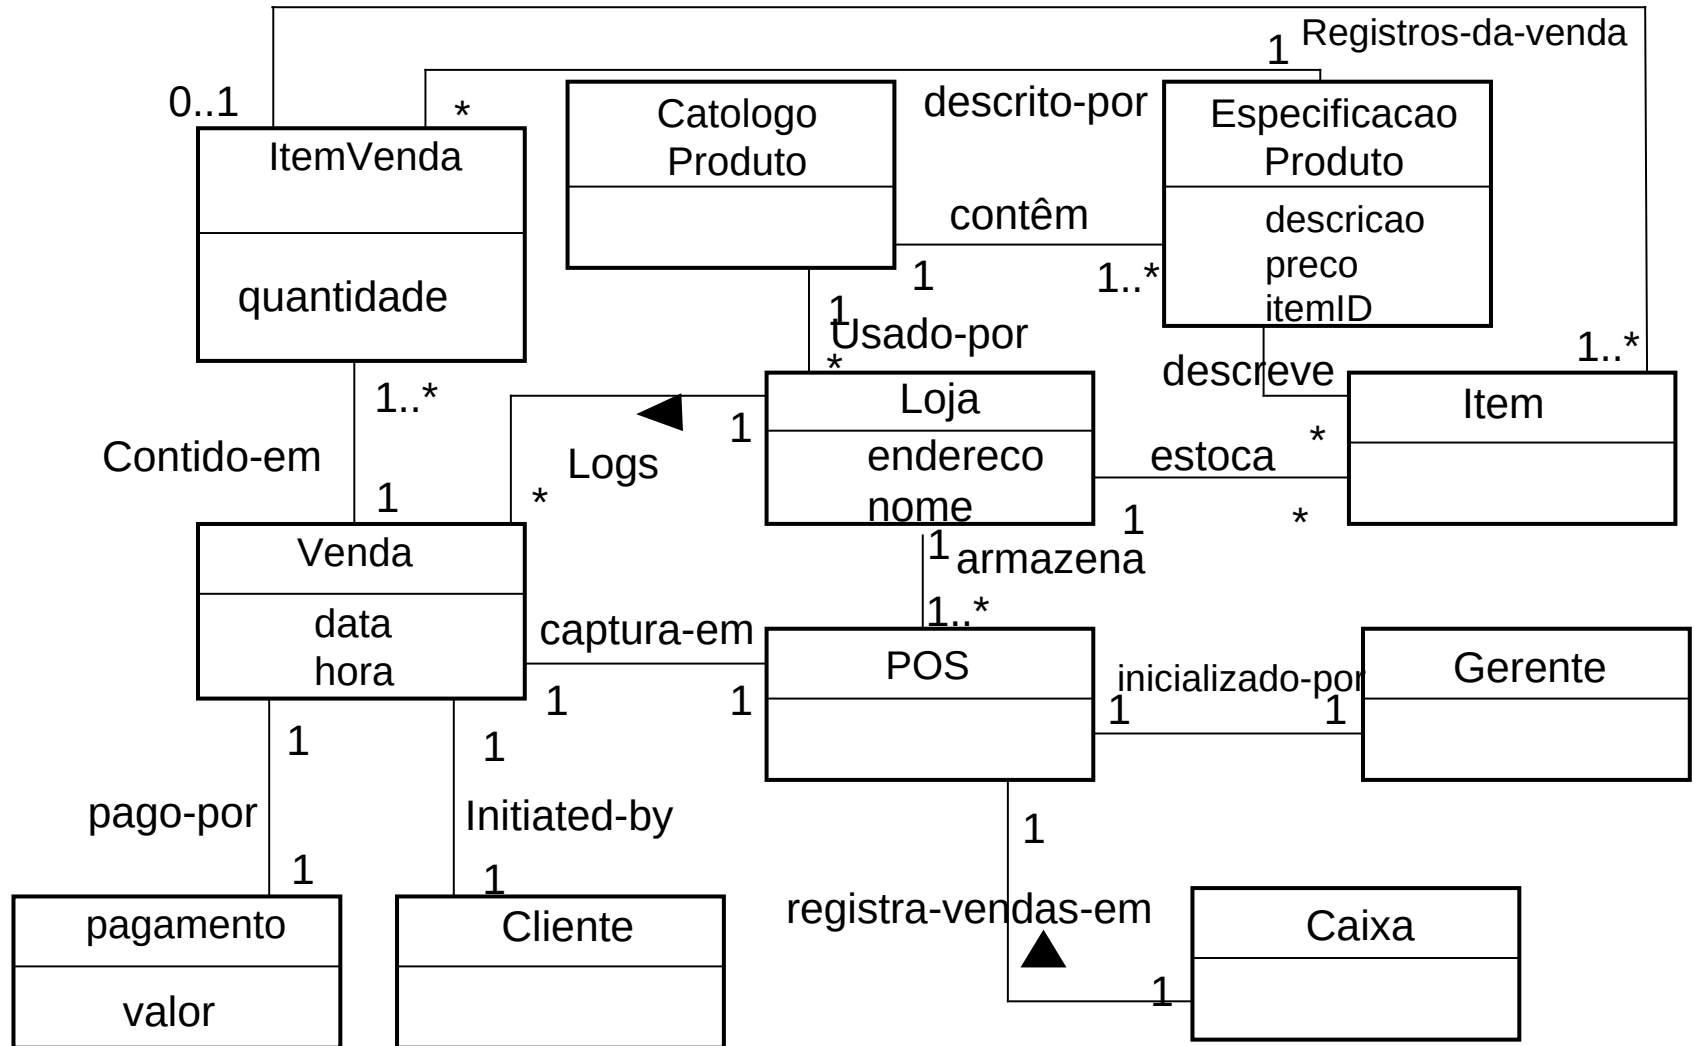 Registros-da-venda
1
0..1
*
descrito-por
Catologo
Produto
Especificacao
Produto
ItemVenda
contêm
descricao
preco
itemID
quantidade
1
1..*
1
Usado-por
*
1..*
descreve
1..*
Loja
Item
1
*
Contido-em
Logs
endereco
estoca
1
*
nome
1
*
1
armazena
Venda
1..*
data
hora
captura-em
POS
inicializado-por
Gerente
1
1
1
1
1
1
pago-por
Initiated-by
1
1
1
registra-vendas-em
pagamento
Cliente
Caixa
1
valor